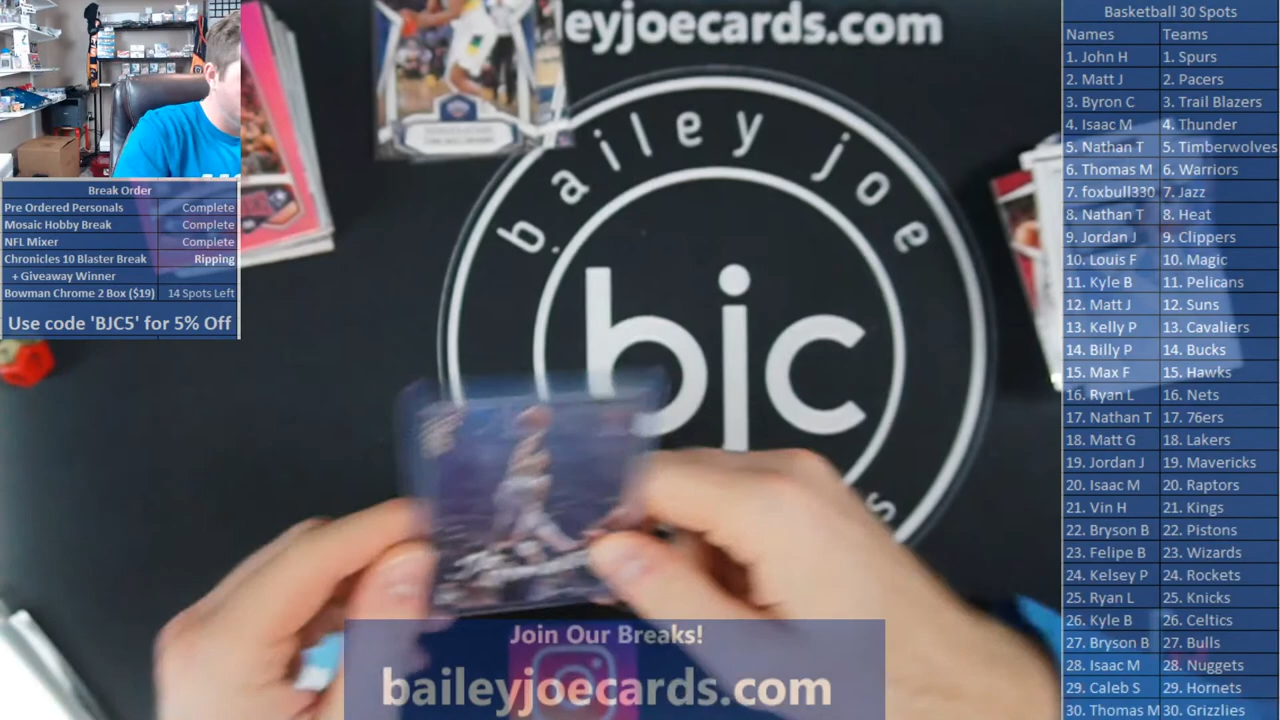 leyjoecards.com
bailey joe
bjc
s
Break Order
Pre Ordered Personals Complete
Mosaic Hobby Break Complete
NFL Mixer Complete
Chronicles 10 Blaster Break Ripping
+ Giveaway Winner
Bowman Chrome 2 Box ($19) 14 Spots Left
Use code 'BJC5' for 5% Off
Join Our Breaks!
baileyjoecards.com
Basketball 30 Spots
Names Teams
1. John H 1. Spurs
2. Matt J 2. Pacers
3. Byron C 3. Trail Blazers
4. Isaac M 4. Thunder
5. Nathan T 5. Timberwolves
6. Thomas M 6. Warriors
7. foxbull330 7. Jazz
8. Nathan T 8. Heat
9. Jordan J 9. Clippers
10. Louis F 10. Magic
11. Kyle B 11. Pelicans
12. Matt J 12. Suns
13. Kelly P 13. Cavaliers
14. Billy P 14. Bucks
15. Max F 15. Hawks
16. Ryan L 16. Nets
17. Nathan T 17. 76ers
18. Matt G 18. Lakers
19. Jordan J 19. Mavericks
20. Isaac M 20. Raptors
21. Vin H 21. Kings
22. Bryson B 22. Pistons
23. Felipe B 23. Wizards
24. Kelsey P 24. Rockets
25. Ryan L 25. Knicks
26. Kyle B 26. Celtics
27. Bryson B 27. Bulls
28. Isaac M 28. Nuggets
29. Caleb S 29. Hornets
30. Thomas M 30. Grizzlies